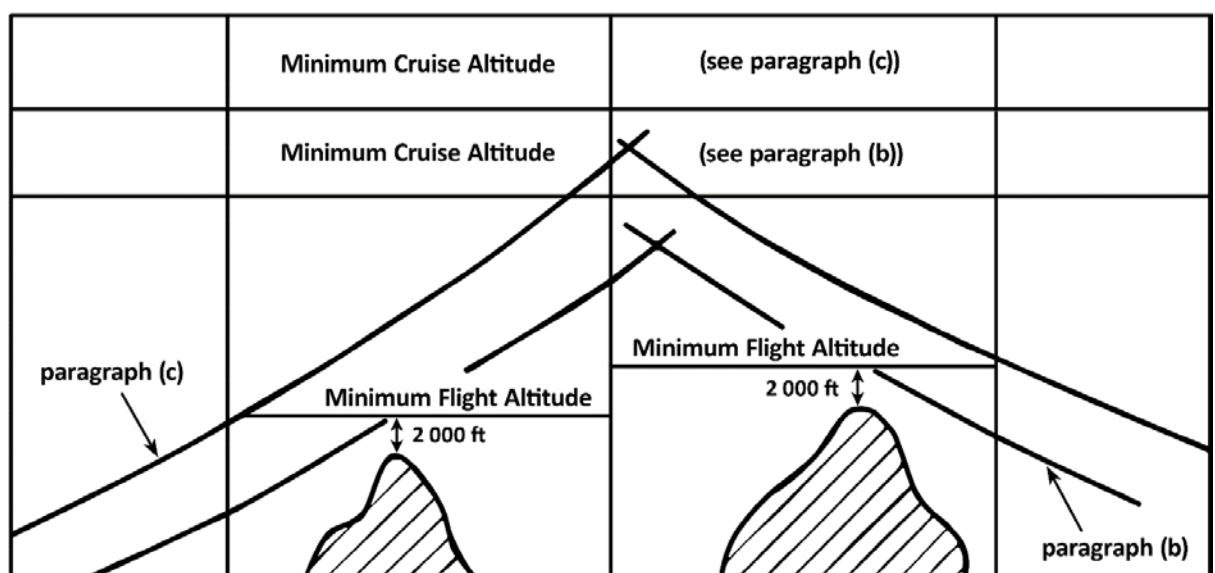 Minimum Cruise Altitude (see paragraph (c))
Minimum Cruise Altitude (see paragraph (b))
Minimum Flight Altitude
paragraph (c)
2 000 ft
Minimum Flight Altitude
2 000 ft
paragraph (b)